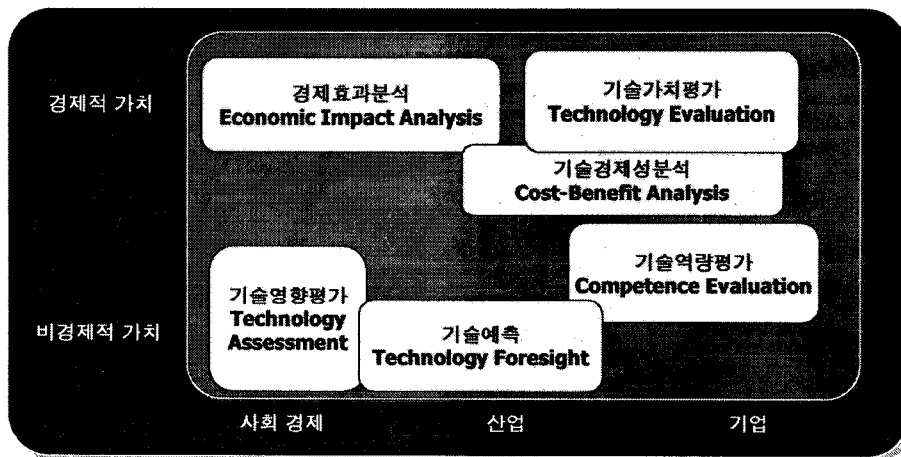 경제적 가치
경제효과분석
Economic Impact Analysis
기술가치평가
Technology Evaluation
기술경제성분석
Cost-Benefit Analysis
기술역량평가
Competence Evaluation
비경제적 가치
기술영향평가
Technology
Assessment
기술예측
Technology Foresight
사회 경제
산업
기업